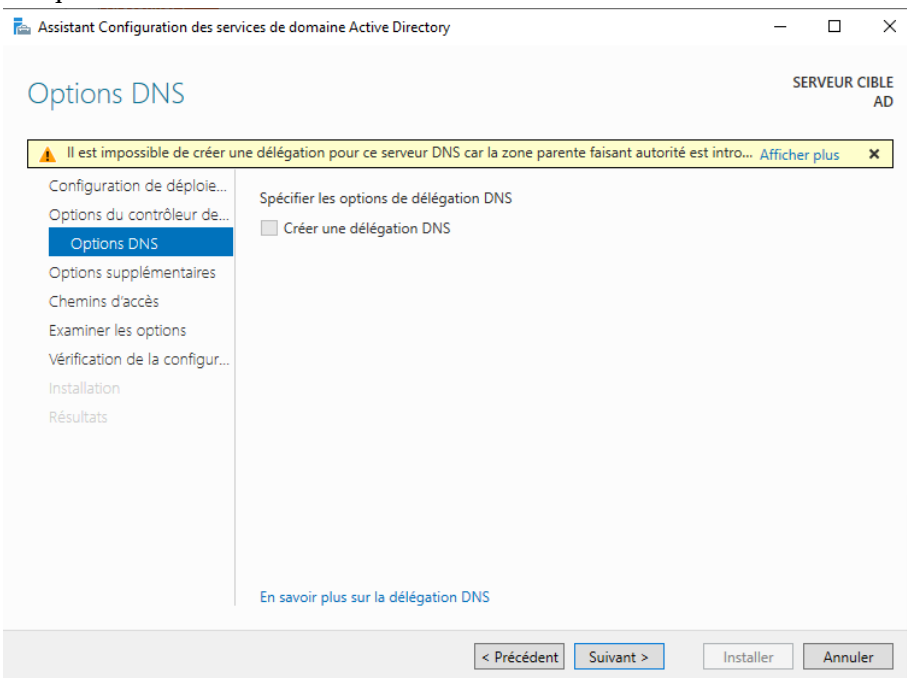 Assistant Configuration des services de domaine Active Directory
Options DNS
SERVEUR CIBLE
AD
Il est impossible de créer une délégation pour ce serveur DNS car la zone parente faisant autorité est intro... Afficher plus
Configuration de déploie...
Options du contrôleur de...
Options DNS
Options supplémentaires
Chemins d'accès
Examiner les options
Vérification de la configur...
Installation
Résultats
Spécifier les options de délégation DNS
Créer une délégation DNS
En savoir plus sur la délégation DNS
< Précédent
Suivant >
Installer
Annuler